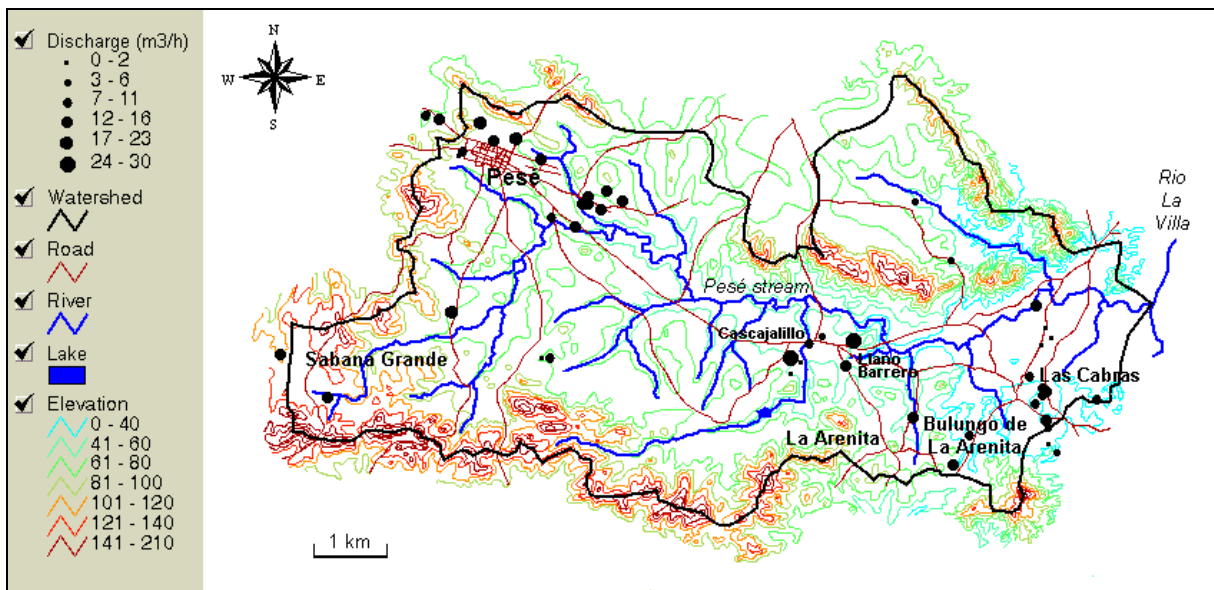 Discharge (m3/h)
0 - 2
3 - 6
7 - 11
12 - 16
17 - 23
24 - 30
Watershed
Road
River
Lake
Elevation
0 - 40
41 - 60
61 - 80
81 - 100
101 - 120
121 - 140
141 - 210
N
W E
S
Pesé
Rio
La
Villa
Pesé stream
Cascajalillo
Llano
Barrero
Sabana Grande
Las Cabras
Bulungo de
La Arenita
La Arenita
1 km